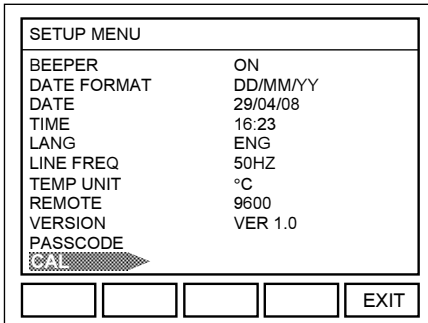 SETUP MENU
BEEPER ON
DATE FORMAT DD/MM/YY
DATE 29/04/08
TIME 16:23
LANG ENG
LINE FREQ 50HZ
TEMP UNIT °C
REMOTE 9600
VERSION VER 1.0
PASSCODE
CAL
EXIT